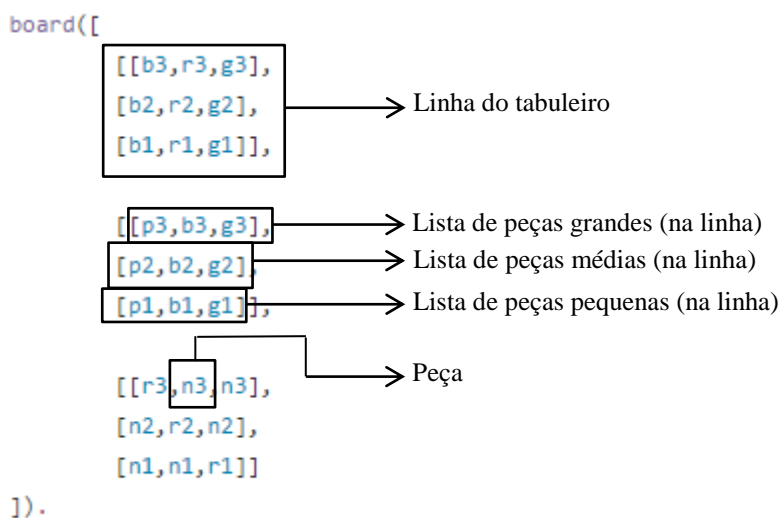 board([
[[b3,r3,g3],
[b2,r2,g2],
[b1,r1,g1]],
Linha do tabuleiro
[[p3,b3,g3],
Lista de peças grandes (na linha)
[p2,b2,g2],
Lista de peças médias (na linha)
[p1,b1,g1]],
Lista de peças pequenas (na linha)
[[r3,n3,n3],
Peça
[n2,r2,n2],
[n1,n1,r1]]
]).